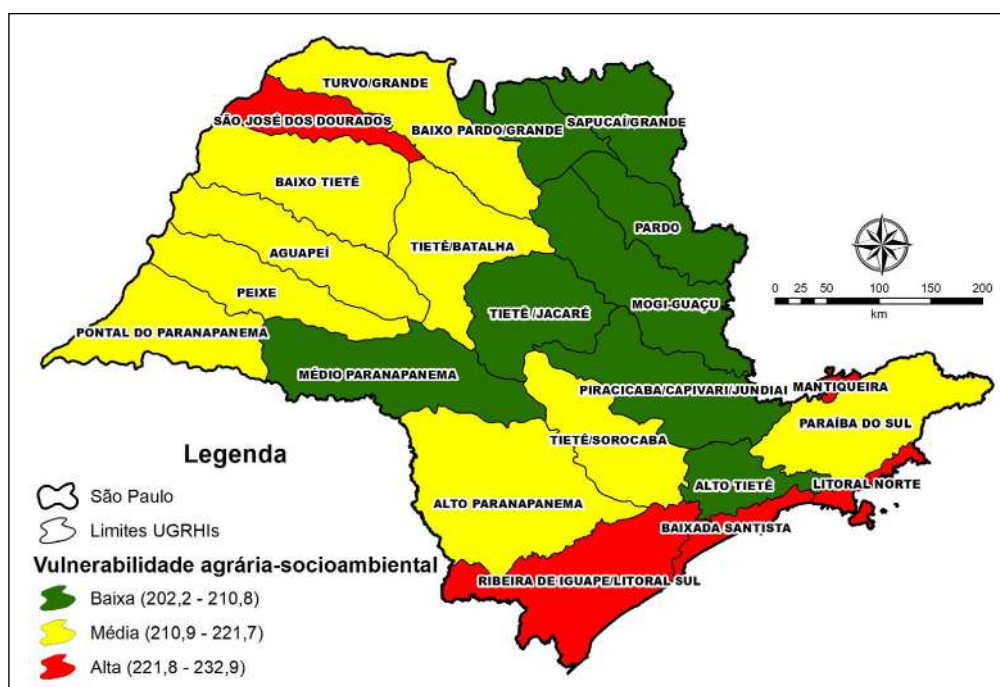 TURVO/GRANDE
SÃO JOSÉ DOS DOURADOS
BAIXO PARDO/GRANDE
SAPUCAÍ/GRANDE
BAIXO TIETÊ
PARDO
TIETÊ/BATALHA
AGUAPEÍ
PEIXE
TIETÊ/JACARÉ
MOGI-GUAÇU
0 25 50 100 150 200
km
PONTAL DO PARANAPANEMA
MÉDIO PARANAPANEMA
PIRACICABA/CAPIVARI/JUNDIAI
MANTIQUEIRA
PARAÍBA DO SUL
TIETÊ/SOROCABA
ALTO TIETÊ
LITORAL NORTE
ALTO PARANAPANEMA
BAIXADA SANTISTA
RIBEIRA DE IGUAPE/LITORAL SUL
Legenda
São Paulo
Limites UGRHIs
Vulnerabilidade agrária-socioambiental
Baixa (202,2 - 210,8)
Média (210,9 - 221,7)
Alta (221,8 - 232,9)